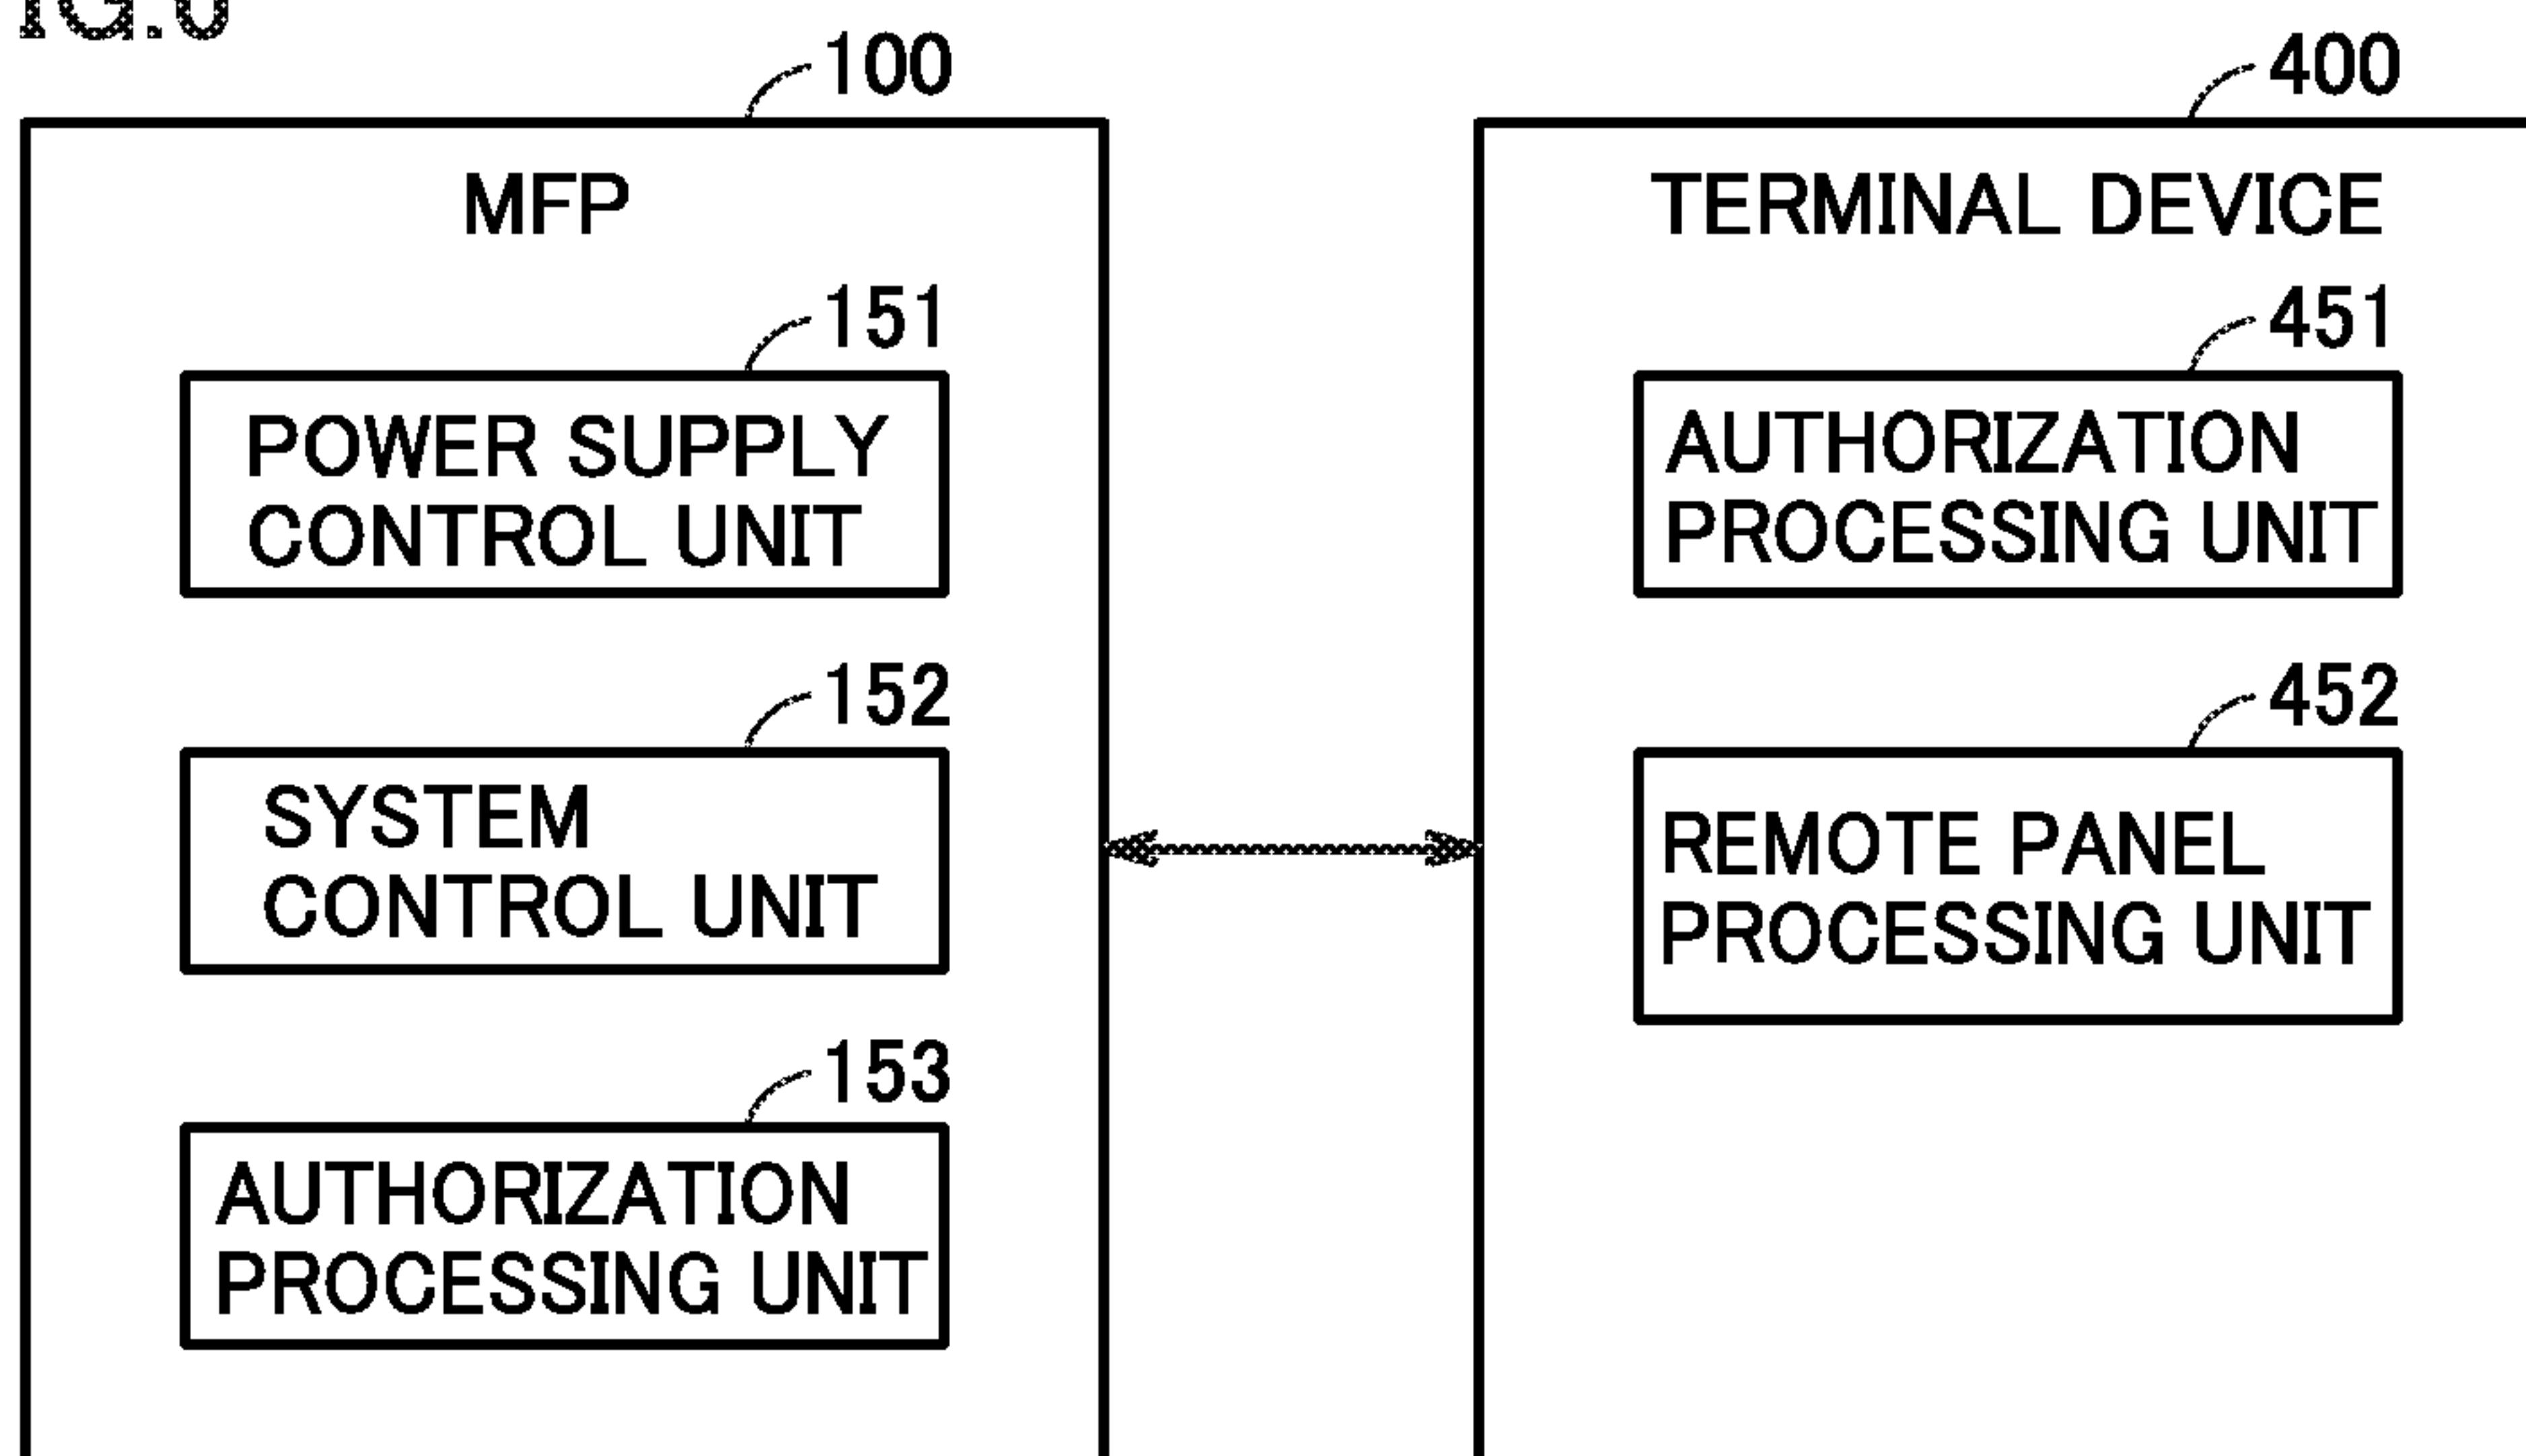 100
MFP
151
POWER SUPPLY
CONTROL UNIT
152
SYSTEM
CONTROL UNIT
153
AUTHORIZATION
PROCESSING UNIT
400
TERMINAL DEVICE
451
AUTHORIZATION
PROCESSING UNIT
452
REMOTE PANEL
PROCESSING UNIT